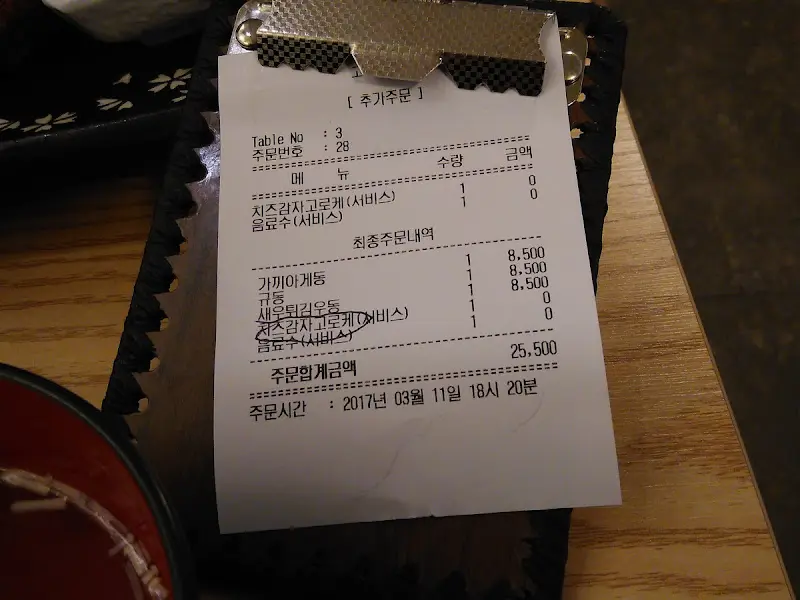 [ 추가주문 ]
Table No : 3
주문번호 : 28
메 뉴 수량 금액
치즈감자고로케(서비스) 1 0
음료수(서비스) 1 0
최종주문내역
가끼아게동 1 8,500
규동 1 8,500
새우튀김우동 1 8,500
치즈감자고로케(서비스) 1 0
음료수(서비스) 1 0
주문합계금액 25,500
주문시간 : 2017년 03월 11일 18시 20분